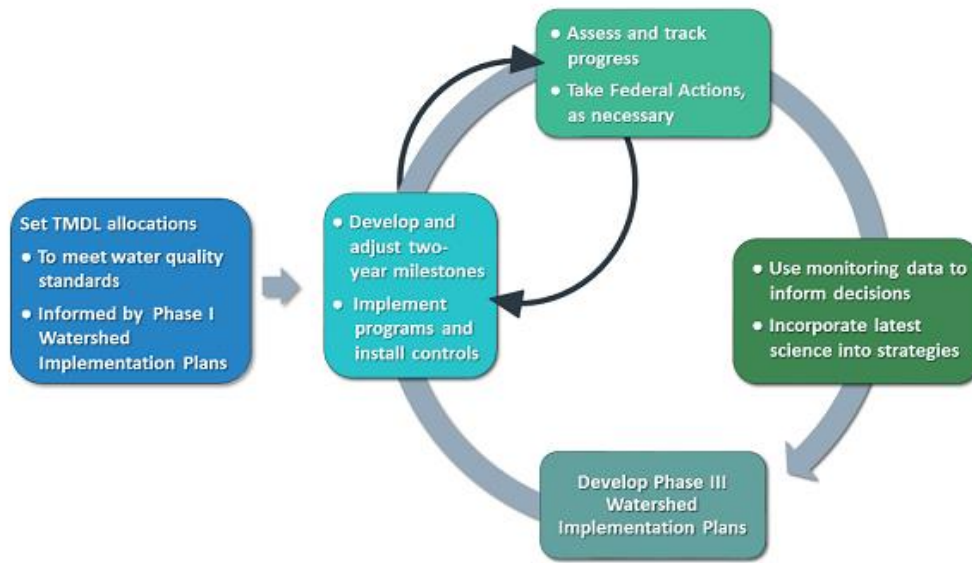 Set TMDL allocations
● To meet water quality
standards
● Informed by Phase I
Watershed
Implementation Plans
● Develop and
adjust two-
year milestones
● Implement
programs and
install controls
● Assess and track
progress
● Take Federal Actions,
as necessary
● Use monitoring data to
inform decisions
● Incorporate latest
science into strategies
Develop Phase III
Watershed
Implementation Plans